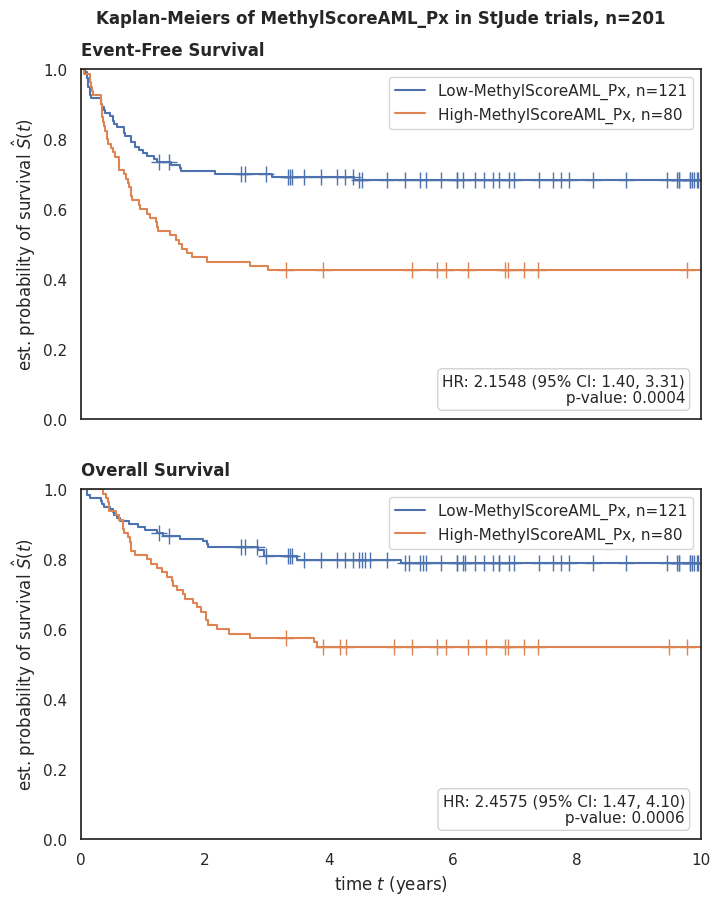 Kaplan-Meiers of MethylScoreAML_Px in StJude trials, n=201
Event-Free Survival
1.0
0.8
0.6
0.4
0.2
0.0
est. probability of survival Ŝ(t)
Low-MethylScoreAML_Px, n=121
High-MethylScoreAML_Px, n=80
HR: 2.1548 (95% CI: 1.40, 3.31)
p-value: 0.0004
Overall Survival
1.0
0.8
0.6
0.4
0.2
0.0
est. probability of survival Ŝ(t)
Low-MethylScoreAML_Px, n=121
High-MethylScoreAML_Px, n=80
HR: 2.4575 (95% CI: 1.47, 4.10)
p-value: 0.0006
0 2 4 6 8 10
time t (years)